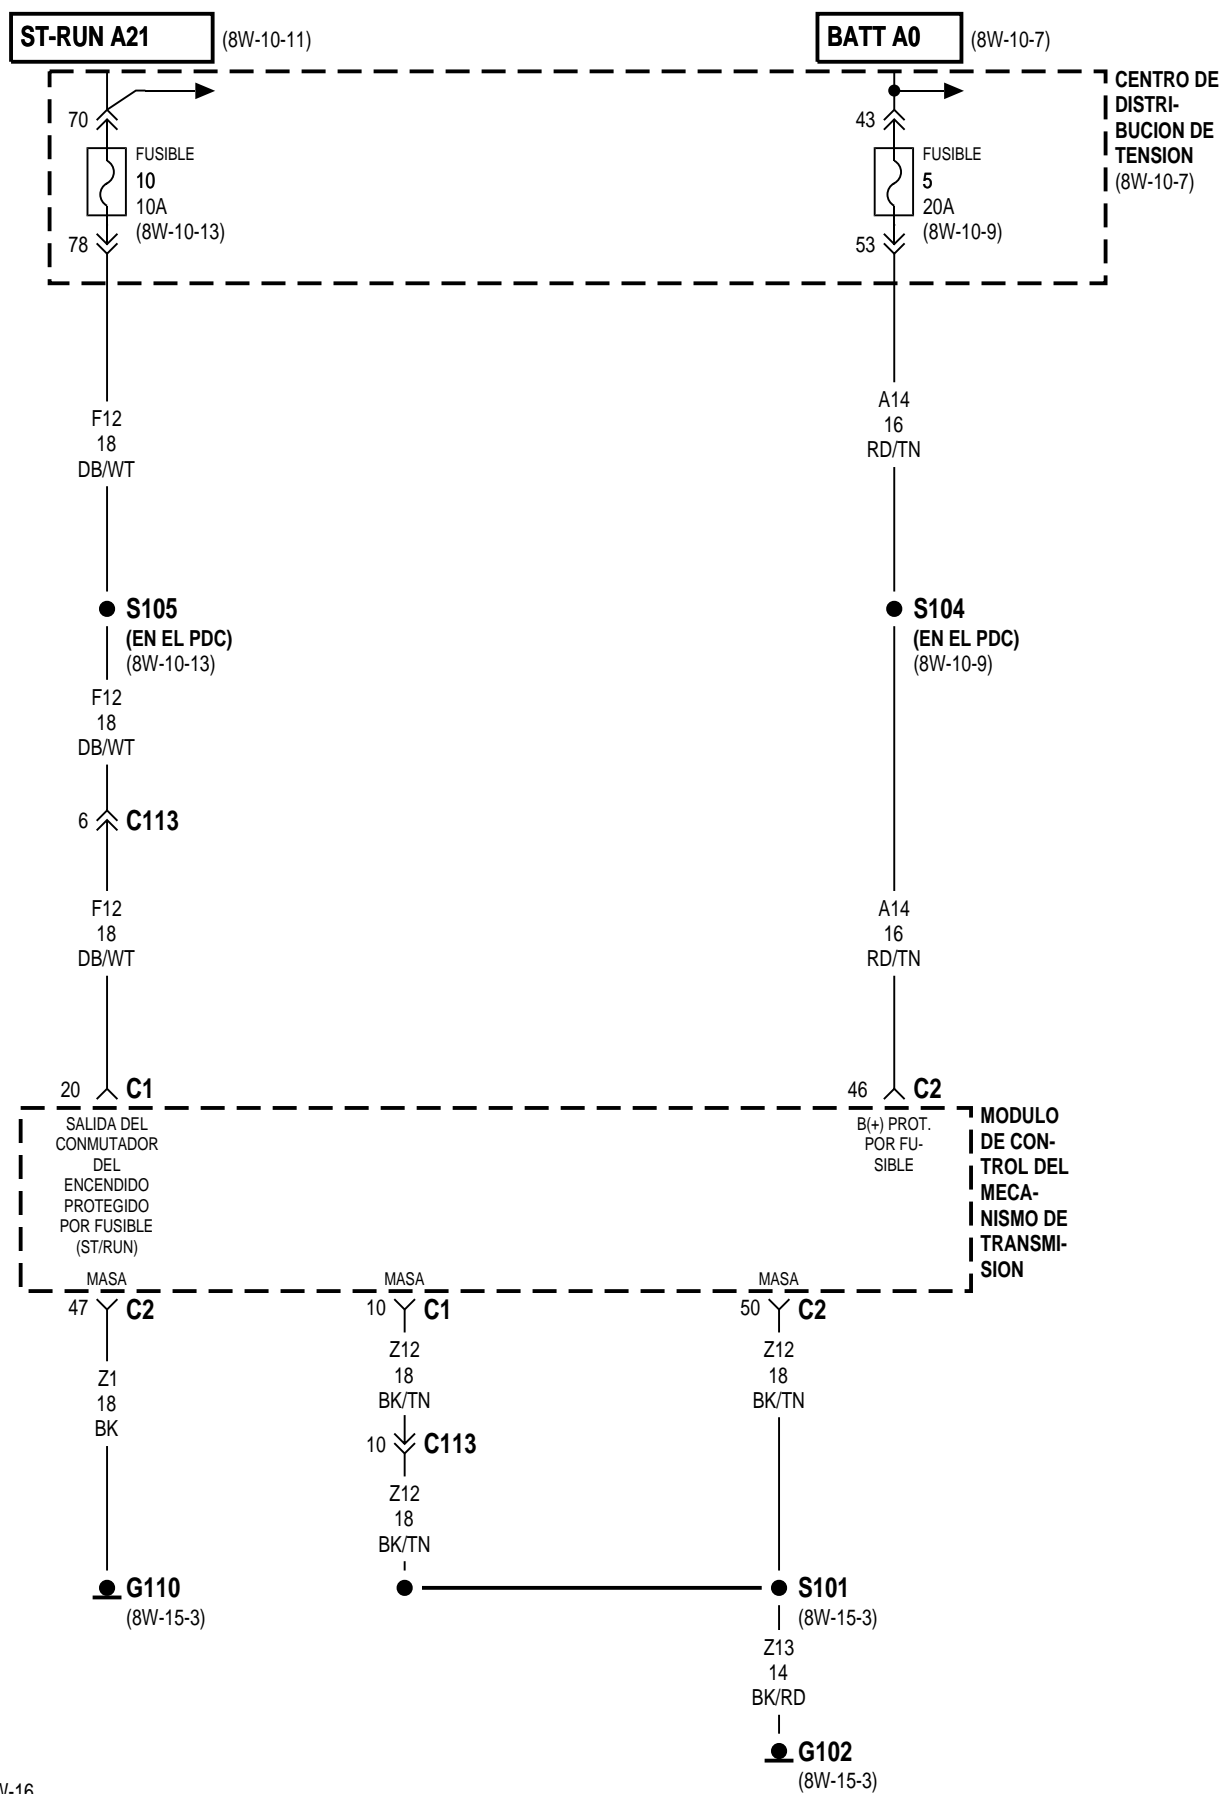 ST-RUN A21 (8W-10-11)
BATT A0 (8W-10-7)
CENTRO DE
DISTRI-
BUCION DE
TENSION
(8W-10-7)
70
FUSIBLE
10
10A
(8W-10-13)
78
43
FUSIBLE
5
20A
(8W-10-9)
53
F12
18
DB/WT
A14
16
RD/TN
S105
(EN EL PDC)
(8W-10-13)
S104
(EN EL PDC)
(8W-10-9)
F12
18
DB/WT
6 C113
F12
18
DB/WT
A14
16
RD/TN
20 C1
46 C2
SALIDA DEL
CONMUTADOR
DEL
ENCENDIDO
PROTEGIDO
POR FUSIBLE
(ST/RUN)
B(+) PROT.
POR FU-
SIBLE
MODULO
DE CON-
TROL DEL
MECA-
NISMO DE
TRANSMI-
SION
MASA
MASA
MASA
47 C2
10 C1
50 C2
Z1
18
BK
Z12
18
BK/TN
Z12
18
BK/TN
10 C113
Z12
18
BK/TN
G110
(8W-15-3)
S101
(8W-15-3)
Z13
14
BK/RD
G102
(8W-15-3)